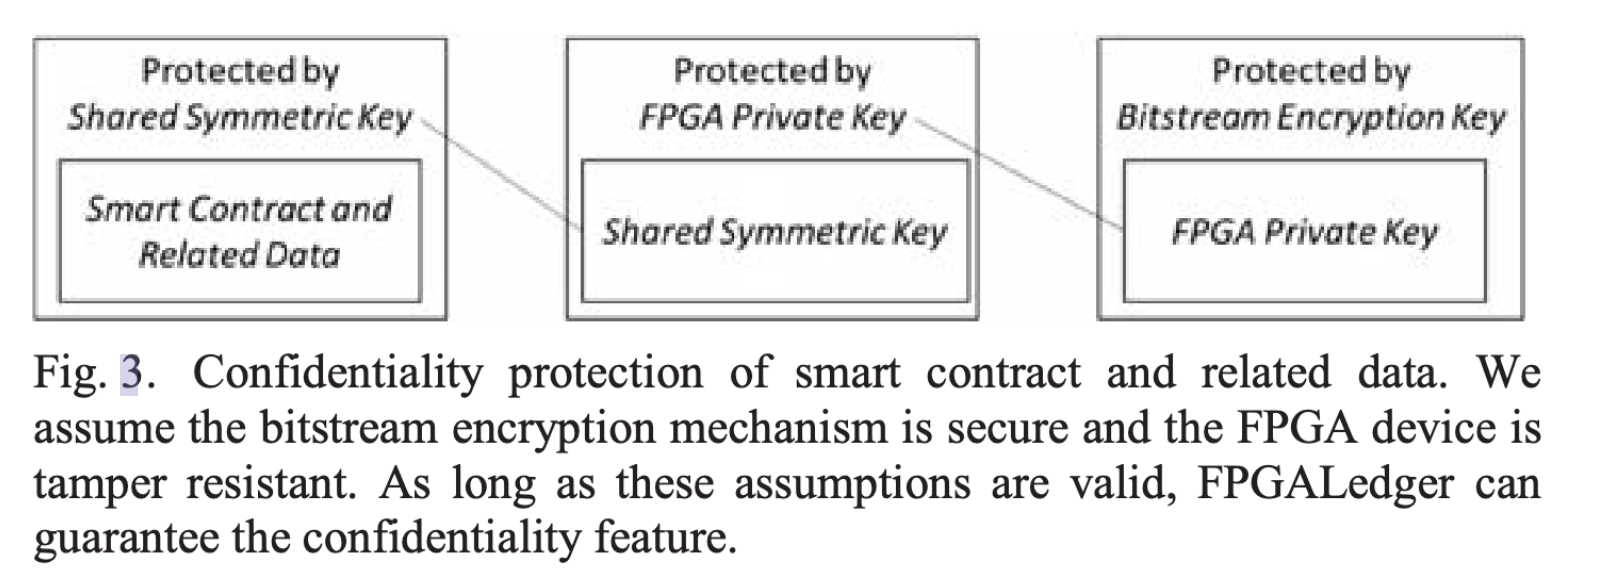 Protected by
Shared Symmetric Key
Smart Contract and
Related Data
Protected by
FPGA Private Key
Shared Symmetric Key
Protected by
Bitstream Encryption Key
FPGA Private Key
Fig. 3. Confidentiality protection of smart contract and related data. We
assume the bitstream encryption mechanism is secure and the FPGA device is
tamper resistant. As long as these assumptions are valid, FPGALedger can
guarantee the confidentiality feature.